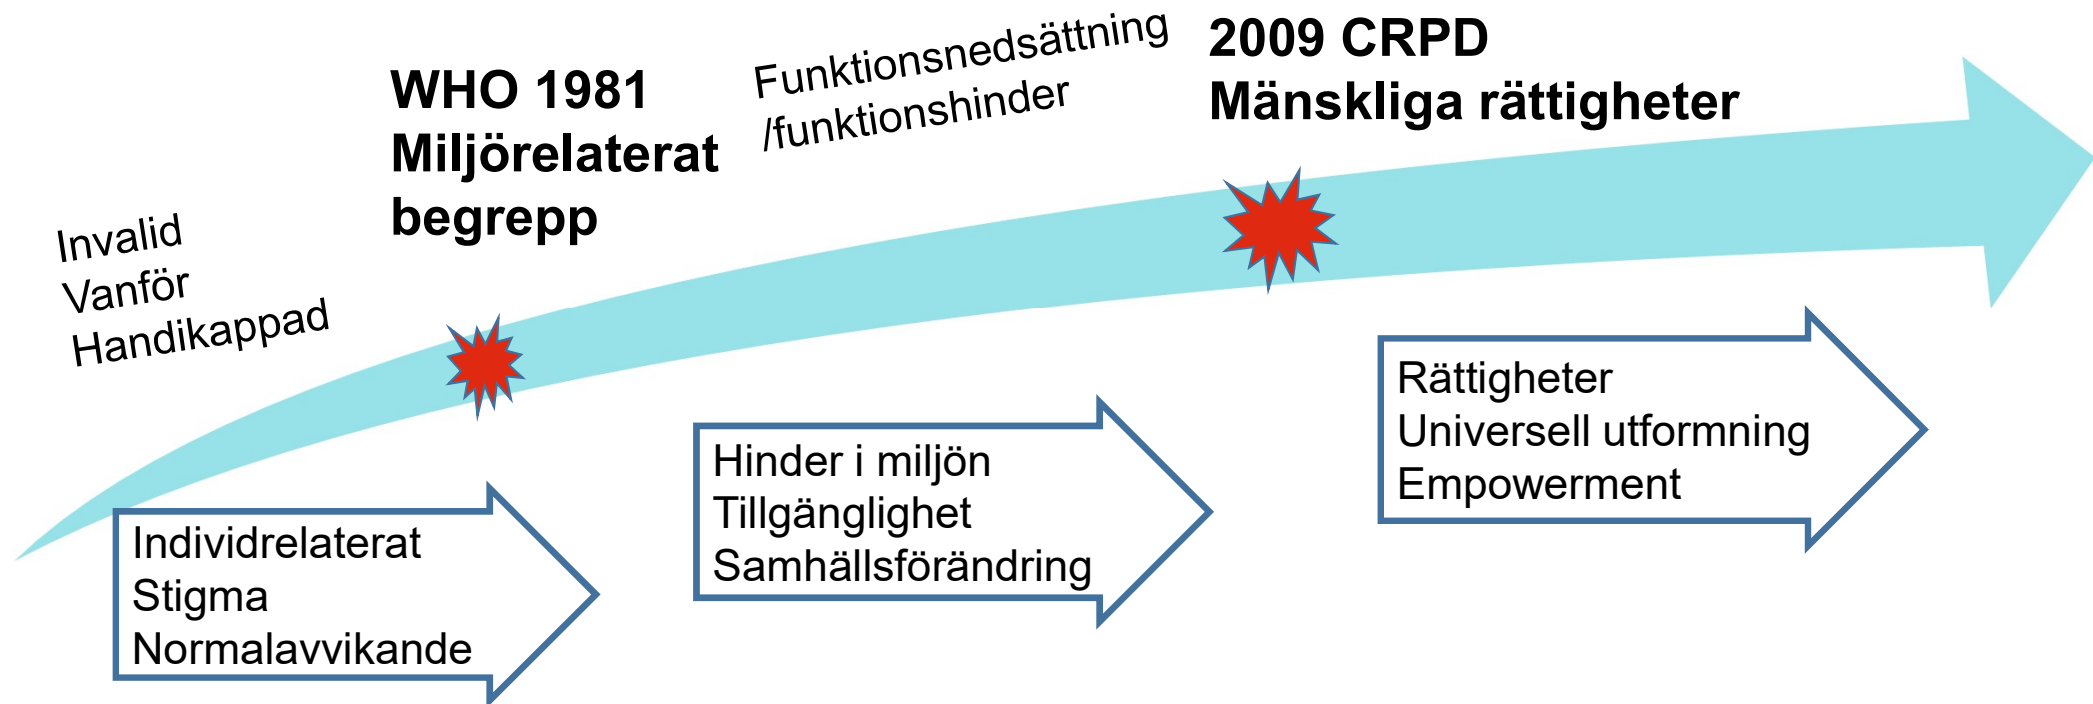 Invalid
Vanför
Handikappad
WHO 1981
Miljörelaterat
begrepp
Funktionsnedsättning
/funktionshinder
2009 CRPD
Mänskliga rättigheter
Individrelaterat
Stigma
Normalavvikande
Hinder i miljön
Tillgänglighet
Samhällsförändring
Rättigheter
Universell utformning
Empowerment